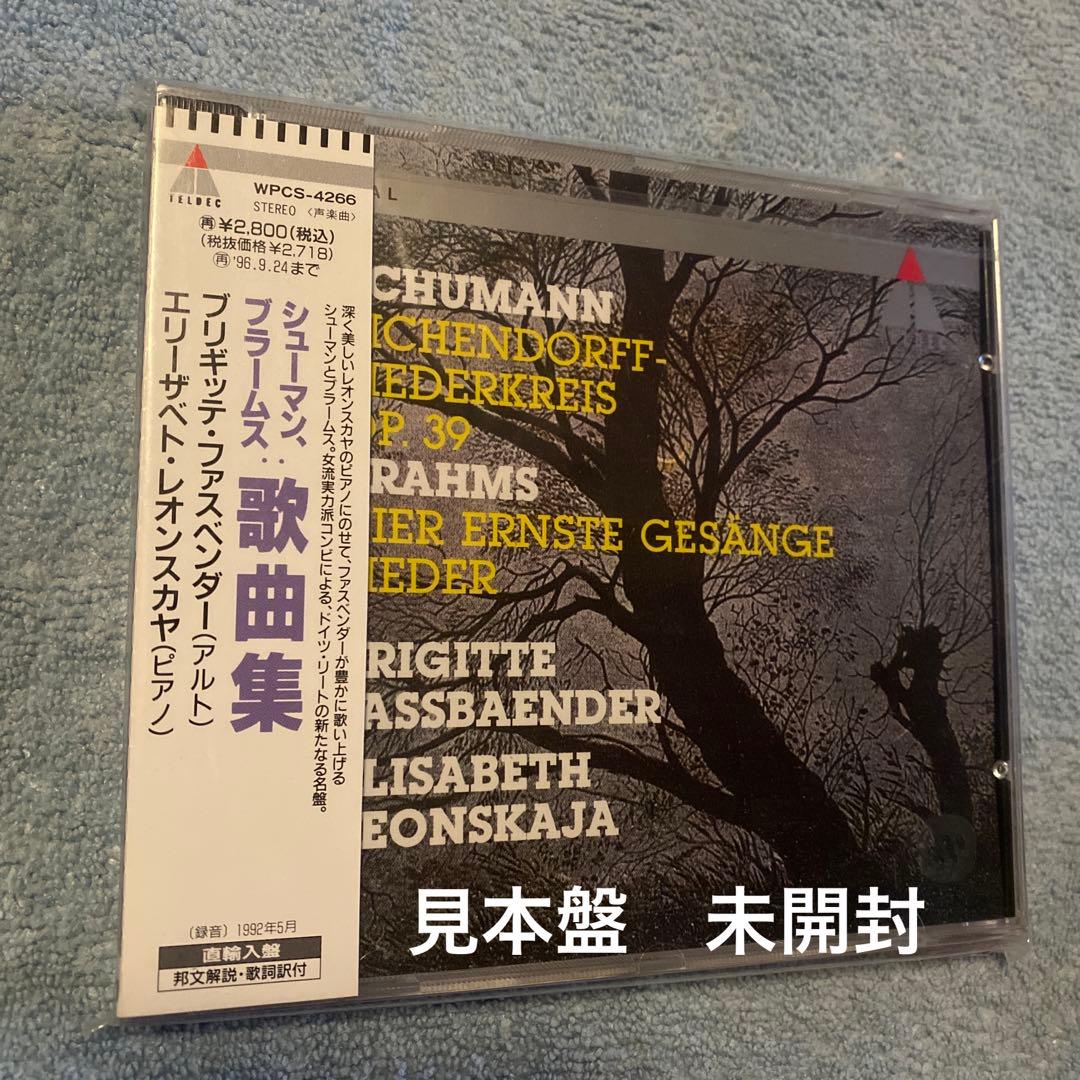 TELDEC
WPCS-4266
STEREO 〈声楽曲〉
再¥2,800(税込)
(税抜価格¥2,718)
再'96.9.24まで
深く美しいレオンスカヤのピアノにのせて、ファスベンダーが豊かに歌い上げる
シューマンとブラームス。女流実力派コンビによる、ドイツ・リートの新たなる名盤。
シューマン、
ブラームス:
歌曲集
ブリギッテ・ファスベンダー(アルト)
エリーザベト・レオンスカヤ(ピアノ)
(録音) 1992年5月
直輸入盤
邦文解説・歌詞訳付
AL
CHUMANN
ICHENDORFF-
IEDERKREIS
OP. 39
RAHMS
IER ERNSTE GESÄNGE
IEDER
RIGITTE
ASSBAENDER
LISABETH
EONSKAJA
見本盤 未開封